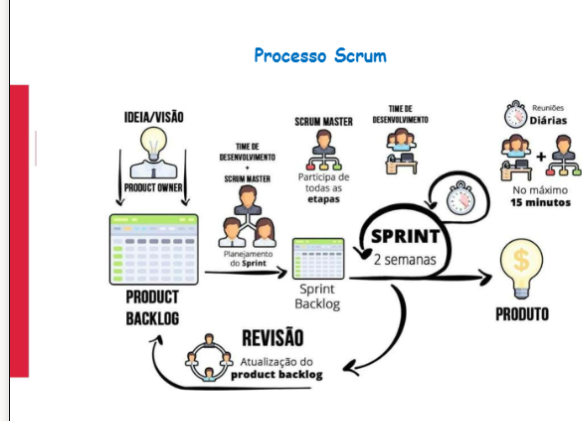 Processo Scrum
IDEIA/VISÃO
PRODUCT OWNER
PRODUCT
BACKLOG
TIME DE
DESENVOLVIMENTO
+
SCRUM MASTER
Planejamento
do Sprint
SCRUM MASTER
Participa de
todas as
etapas
Sprint
Backlog
TIME DE
DESENVOLVIMENTO
SPRINT
2 semanas
Reuniões
Diárias
+
No máximo
15 minutos
$
PRODUTO
REVISÃO
Atualização do
product backlog